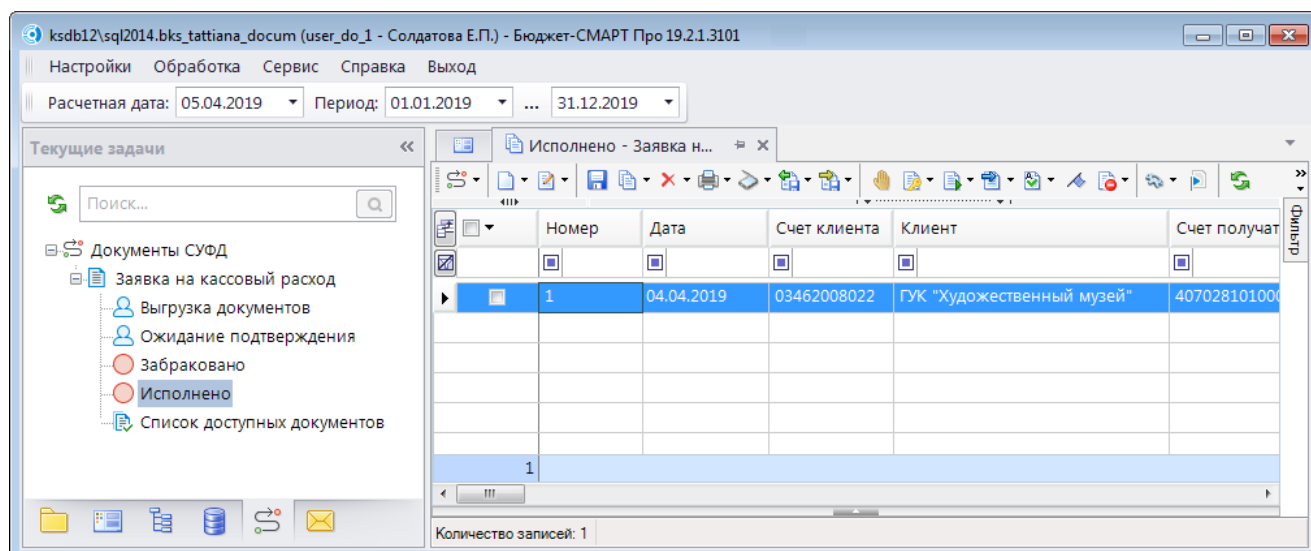 ksdb12\sql2014.bks_tattiana_docum (user_do_1 - Солдатова Е.П.) - Бюджет-СМАРТ Про 19.2.1.3101
Настройки Обработка Сервис Справка Выход
Расчетная дата: 05.04.2019 Период: 01.01.2019 ... 31.12.2019
Текущие задачи
Исполнено - Заявка н...
Поиск...
Фильтр
Номер Дата Счет клиента Клиент Счет получат
1 04.04.2019 03462008022 ГУК "Художественный музей" 407028101000
Документы СУФД
Заявка на кассовый расход
Выгрузка документов
Ожидание подтверждения
Забраковано
Исполнено
Список доступных документов
1
Количество записей: 1